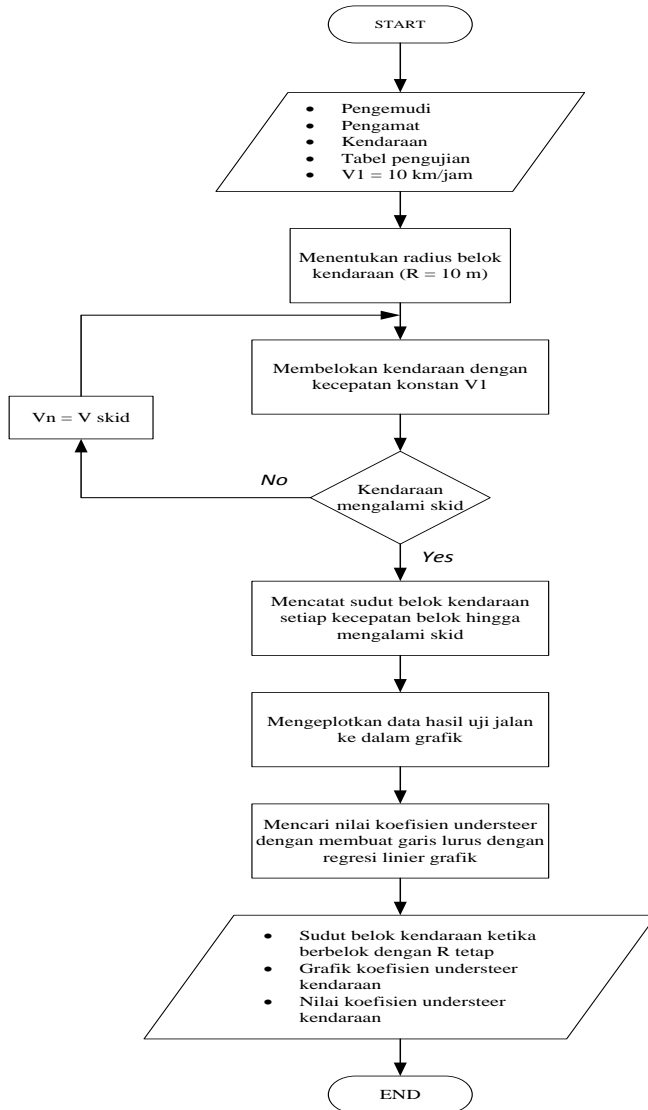 START
• Pengemudi
• Pengamat
• Kendaraan
• Tabel pengujian
• V1 = 10 km/jam
Menentukan radius belok
kendaraan (R = 10 m)
Membelokan kendaraan dengan
kecepatan konstan V1
Vn = V skid
No
Kendaraan
mengalami skid
Yes
Mencatat sudut belok kendaraan
setiap kecepatan belok hingga
mengalami skid
Mengeplotkan data hasil uji jalan
ke dalam grafik
Mencari nilai koefisien understeer
dengan membuat garis lurus dengan
regresi linier grafik
• Sudut belok kendaraan ketika
berbelok dengan R tetap
• Grafik koefisien understeer
kendaraan
• Nilai koefisien understeer
kendaraan
END